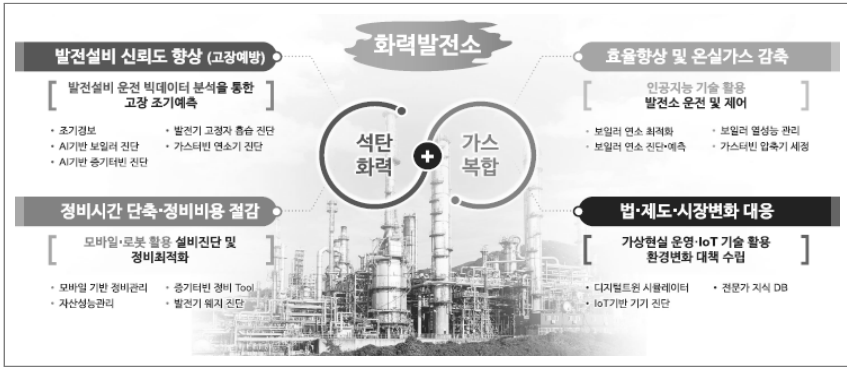 화력발전소
발전설비 신뢰도 향상 (고장예방)
발전설비 운전 빅데이터 분석을 통한
고장 조기예측
• 조기경보
• AI기반 보일러 진단
• AI기반 증기터빈 진단
• 발전기 고정자 흡습 진단
• 가스터빈 연소기 진단
효율향상 및 온실가스 감축
인공지능 기술 활용
발전소 운전 및 제어
• 보일러 연소 최적화
• 보일러 연소 진단·예측
• 보일러 열성능 관리
• 가스터빈 압축기 세정
석탄
화력
+
가스
복합
정비시간 단축·정비비용 절감
모바일·로봇 활용 설비진단 및
정비최적화
• 모바일 기반 정비관리
• 자산성능관리
• 증기터빈 정비 Tool
• 발전기 웨지 진단
법·제도·시장변화 대응
가상현실 운영·IoT 기술 활용
환경변화 대책 수립
• 디지털트윈 시뮬레이터
• IoT기반 기기 진단
• 전문가 지식 DB